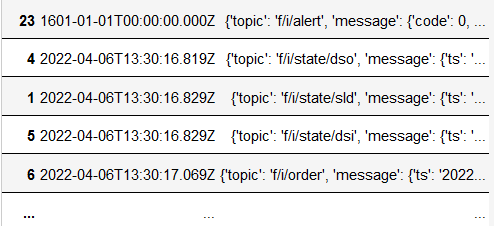 23 1601-01-01T00:00:00.000Z {'topic': 'f/i/alert', 'message': {'code': 0, ...
4 2022-04-06T13:30:16.819Z {'topic': 'f/i/state/dso', 'message': {'ts': '...
1 2022-04-06T13:30:16.829Z {'topic': 'f/i/state/sld', 'message': {'ts': '...
5 2022-04-06T13:30:16.829Z {'topic': 'f/i/state/dsi', 'message': {'ts': '...
6 2022-04-06T13:30:17.069Z {'topic': 'f/i/order', 'message': {'ts': '2022...
... ... ...